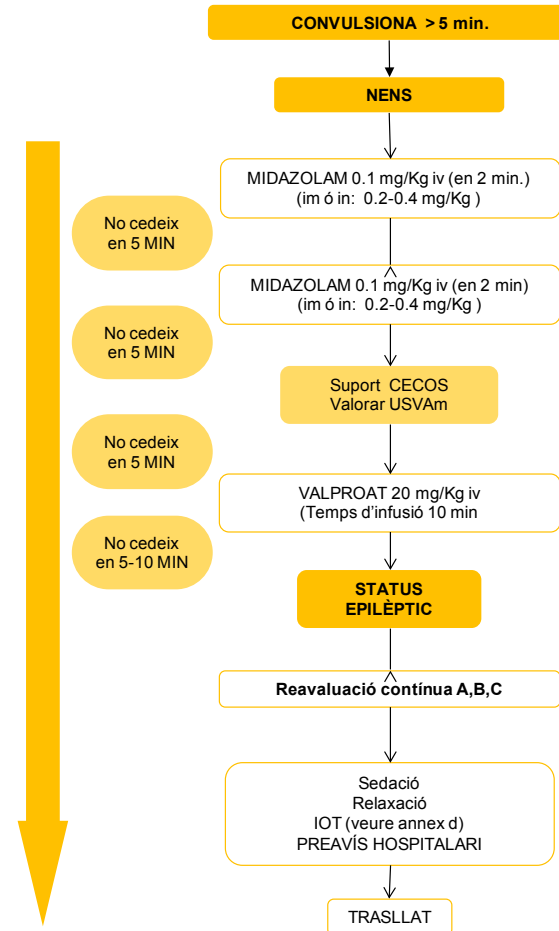 CONVULSIONA > 5 min.
NENS
MIDAZOLAM 0.1 mg/Kg iv (en 2 min.)
(im ó in: 0.2-0.4 mg/Kg )
No cedeix
en 5 MIN
MIDAZOLAM 0.1 mg/Kg iv (en 2 min)
(im ó in: 0.2-0.4 mg/Kg )
No cedeix
en 5 MIN
Suport CECOS
Valorar USVAm
No cedeix
en 5 MIN
VALPROAT 20 mg/Kg iv
(Temps d'infusió 10 min
No cedeix
en 5-10 MIN
STATUS
EPILÈPTIC
Reavaluació contínua A,B,C
Sedació
Relaxació
IOT (veure annex d)
PREAVÍS HOSPITALARI
TRASLLAT